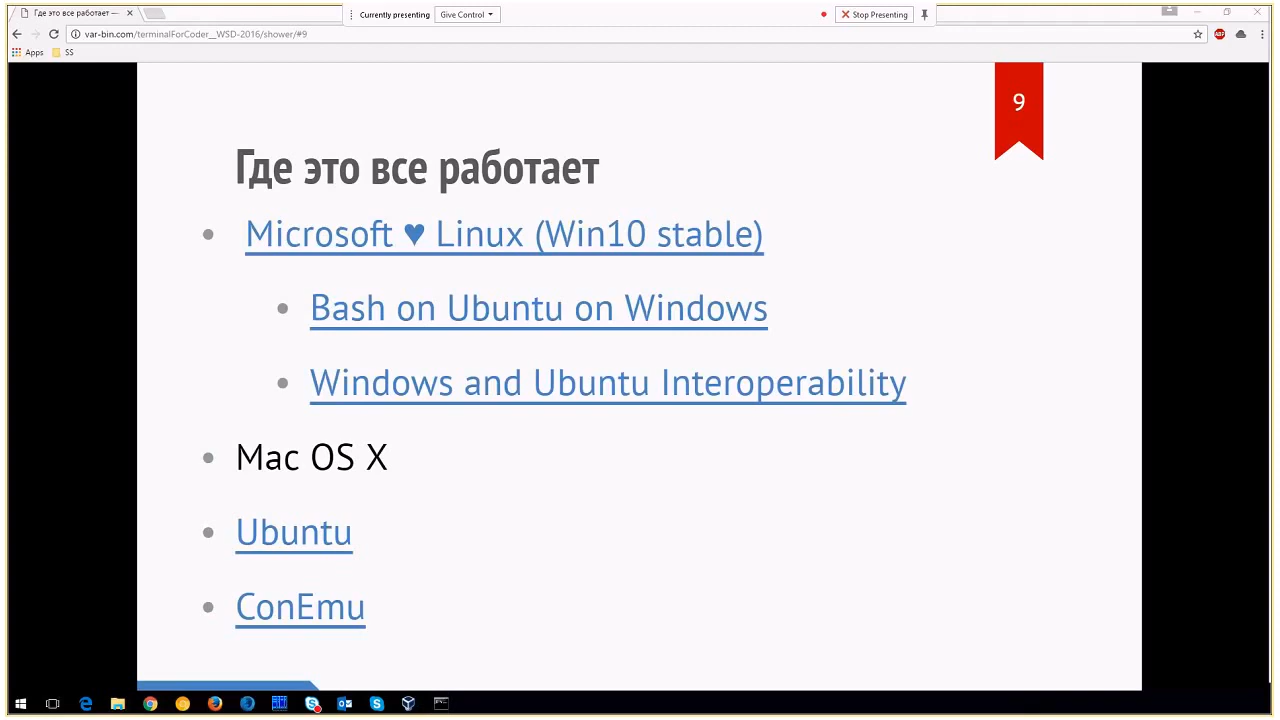 Где это все работает —
Currently presenting
Give Control
Stop Presenting
var-bin.com/terminalForCoder__WSD-2016/shower/#9
Apps
SS
ABP
9
Где это все работает
Microsoft ♥ Linux (Win10 stable)
Bash on Ubuntu on Windows
Windows and Ubuntu Interoperability
Mac OS X
Ubuntu
ConEmu